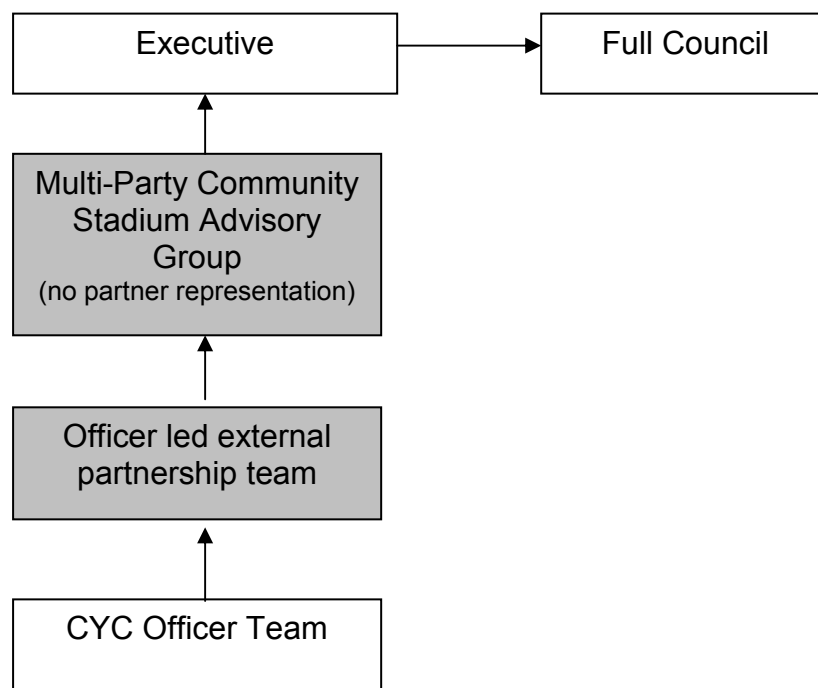 Executive
Full Council
Multi-Party Community
Stadium Advisory
Group
(no partner representation)
Officer led external
partnership team
CYC Officer Team